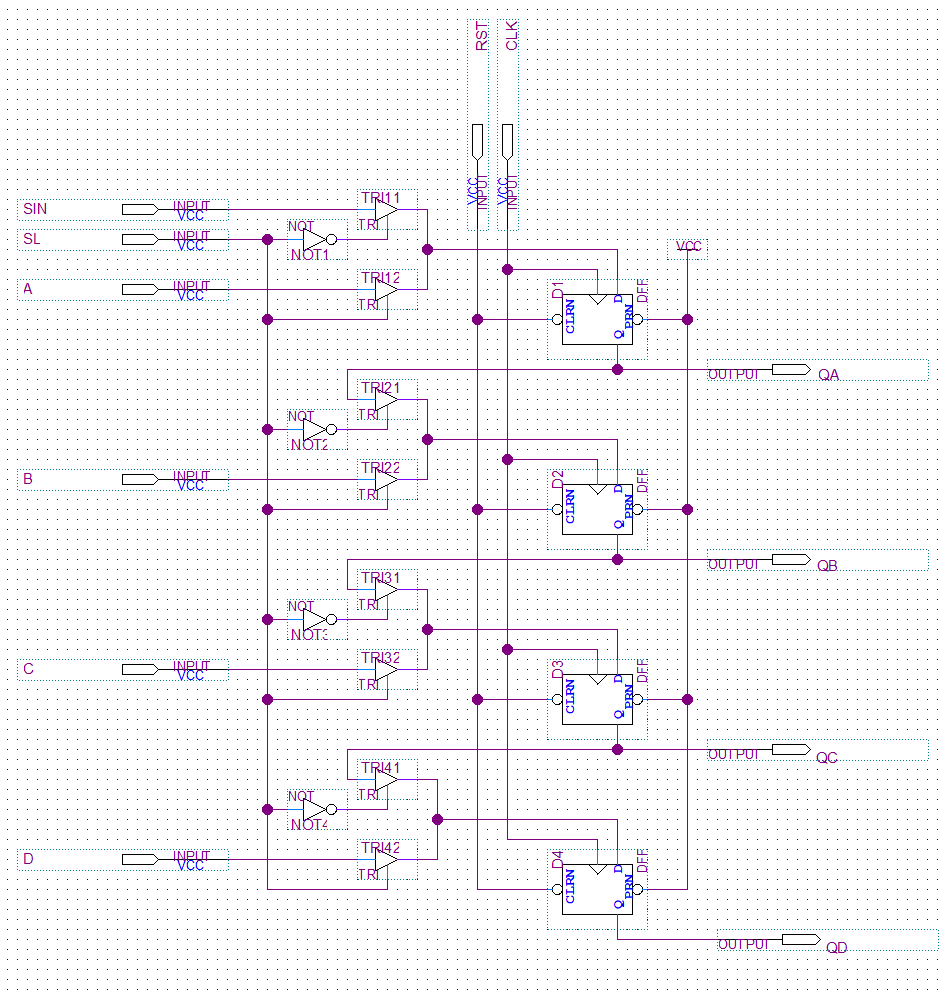 RST
CLK
VCC
INPUT
VCC
INPUT
SIN
INPUT
VCC
TRI11
TRI
SL
INPUT
VCC
NOT
NOT1
VCC
A
INPUT
VCC
TRI12
TRI
D1
DFF
CLRN
D
PRN
Q
OUTPUT
QA
TRI21
TRI
NOT
NOT2
B
INPUT
VCC
TRI22
TRI
D2
DFF
CLRN
D
PRN
Q
OUTPUT
QB
TRI31
TRI
NOT
NOT3
C
INPUT
VCC
TRI32
TRI
D3
DFF
CLRN
D
PRN
Q
OUTPUT
QC
TRI41
TRI
NOT
NOT4
D
INPUT
VCC
TRI42
TRI
D4
DFF
CLRN
D
PRN
Q
OUTPUT
QD